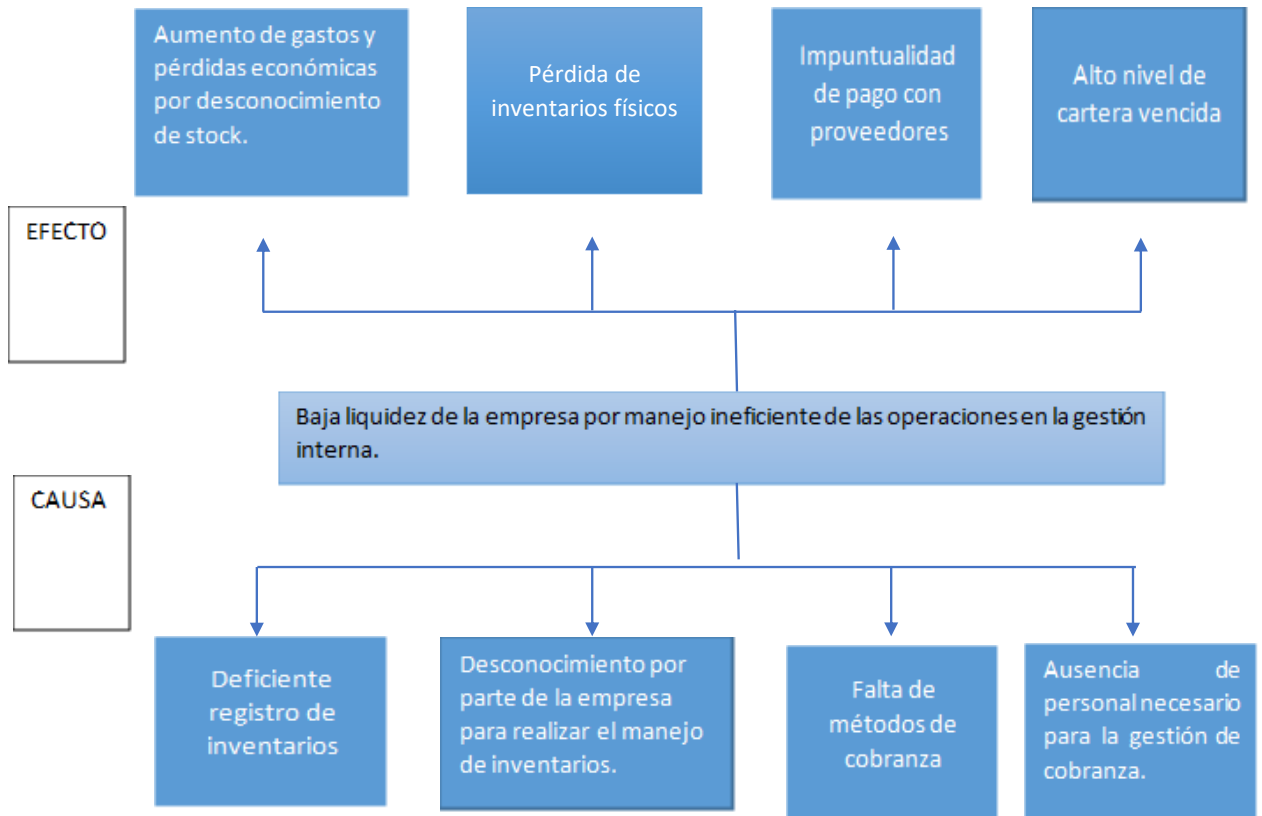 Aumento de gastos y
pérdidas económicas
por desconocimiento
de stock.
Pérdida de
inventarios físicos
Impuntualidad
de pago con
proveedores
Alto nivel de
cartera vencida
EFECTO
Baja liquidez de la empresa por manejo ineficiente de las operaciones en la gestión
interna.
CAUSA
Deficiente
registro de
inventarios
Desconocimiento por
parte de la empresa
para realizar el manejo
de inventarios.
Falta de
métodos de
cobranza
Ausencia de
personal necesario
para la gestión de
cobranza.